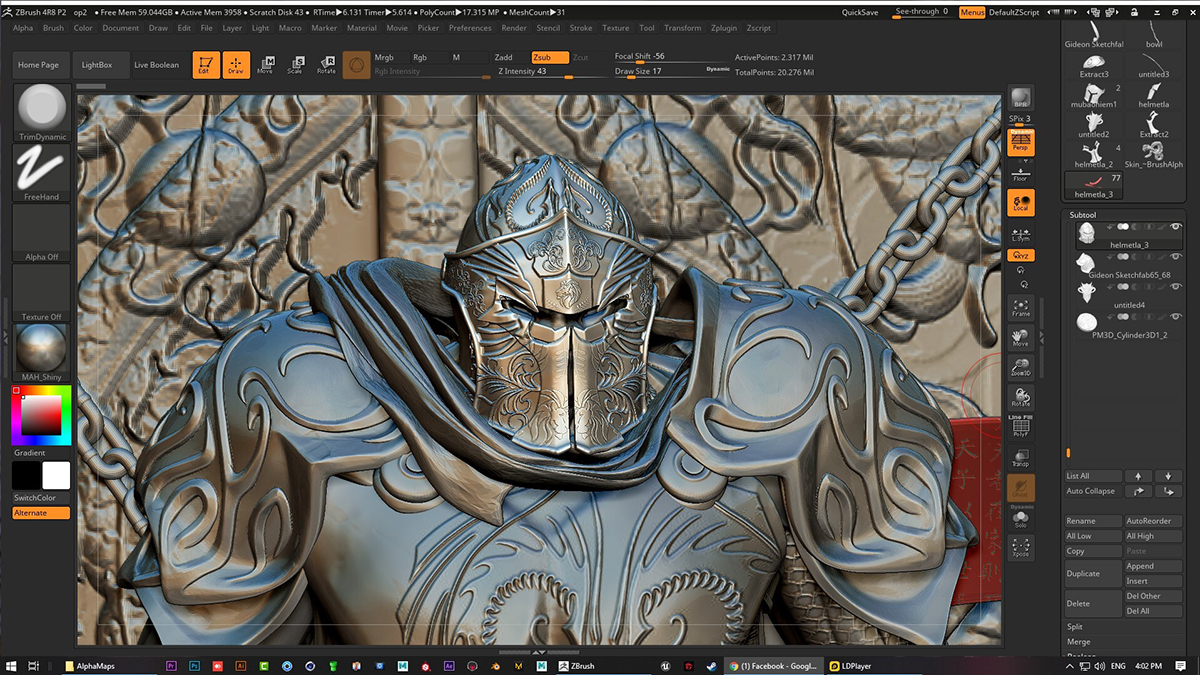 ZBrush 4R8 P2 op2 • Free Mem 59.044GB • Active Mem 3958 • Scratch Disk 43 • RTime▶6.131 Timer▶5.614 • PolyCount▶17.315 MP • MeshCount▶31 QuickSave See-through 0 Menus DefaultZScript
Alpha Brush Color Document Draw Edit File Layer Light Macro Marker Material Movie Picker Preferences Render Stencil Stroke Texture Tool Transform Zplugin Zscript
Home Page LightBox Live Boolean
Edit Draw Move Scale Rotate
Mrgb Rgb M Zadd Zsub Zcut
Rgb Intensity Z Intensity 43
Focal Shift -56
Draw Size 17 Dynamic
ActivePoints: 2.317 Mil
TotalPoints: 20.276 Mil
TrimDynamic
FreeHand
Alpha Off
Texture Off
MAH_Shiny
Gradient
SwitchColor
Alternate
BPR
SPix 3
Dynamic
Persp
Floor
Local
L.Sym
Qxyz
Frame
Move
Zoom3D
Rotate
Line Fill
PolyF
Transp
Ghost
Dynamic
Solo
Xpose
Gideon Sketchfal bowl
Extract3 untitled3
2
mubaohiem1 helmetla
untitled2 Extract2
4
helmetla_2 Skin_~BrushAlph
77
helmetla_3
Subtool
helmetla_3
Gideon Sketchfab65_68
untitled4
PM3D_Cylinder3D1_2
List All
Auto Collapse
Rename AutoReorder
All Low All High
Copy Paste
Duplicate Append
Insert
Delete Del Other
Del All
Split
Merge
AlphaMaps ZBrush (1) Facebook - Googl... LDPlayer ENG 4:02 PM